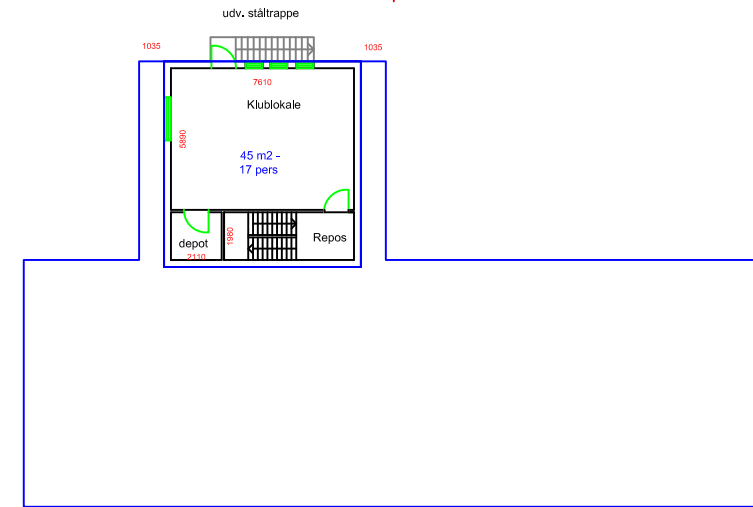 udv. ståltrappe
1035
1035
7610
Klublokale
5890
45 m2 -
17 pers
1980
Repos
depot
2110